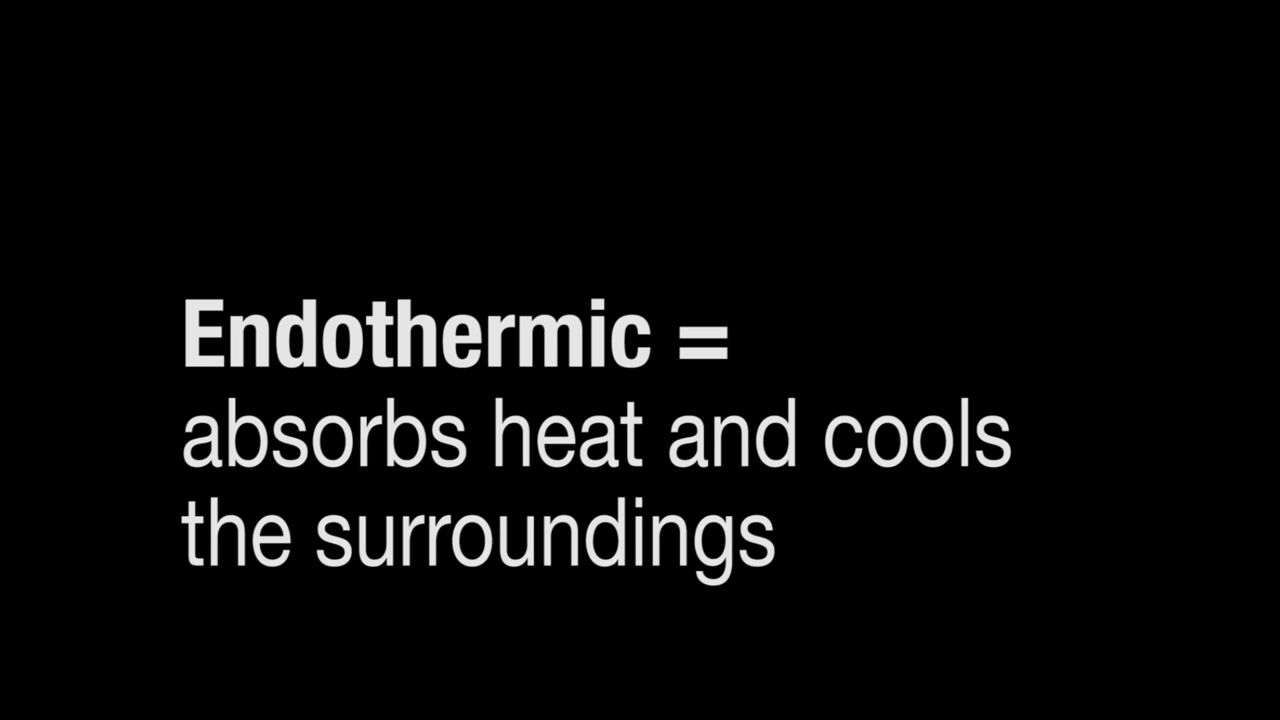 Endothermic =
absorbs heat and cools
the surroundings